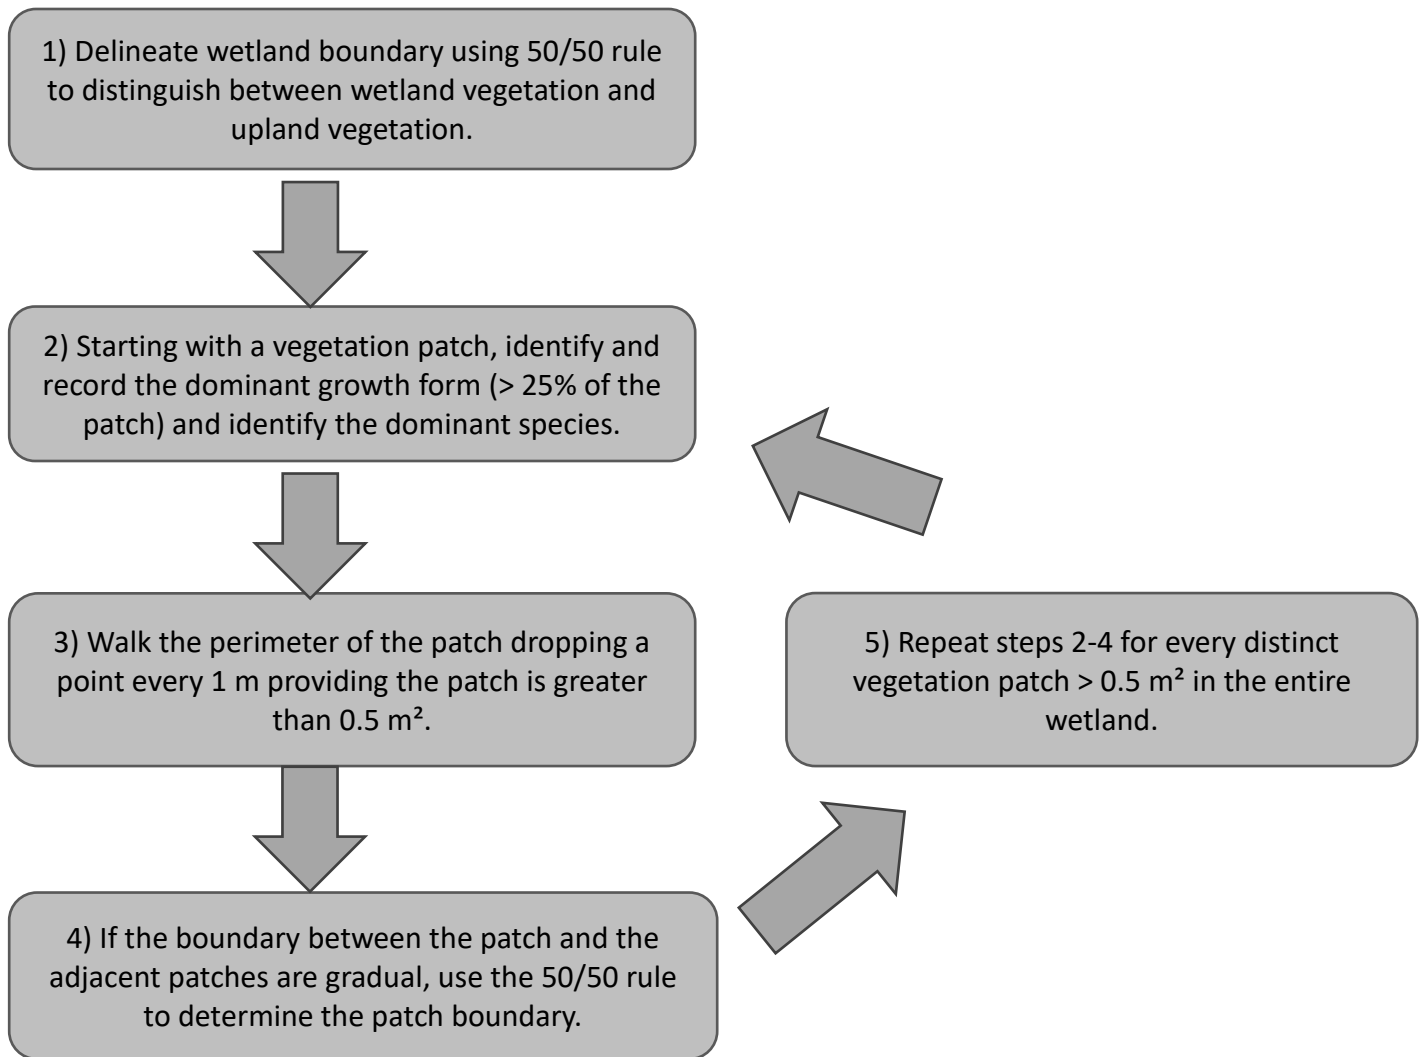 1) Delineate wetland boundary using 50/50 rule
to distinguish between wetland vegetation and
upland vegetation.
2) Starting with a vegetation patch, identify and
record the dominant growth form (> 25% of the
patch) and identify the dominant species.
3) Walk the perimeter of the patch dropping a
point every 1 m providing the patch is greater
than 0.5 m².
4) If the boundary between the patch and the
adjacent patches are gradual, use the 50/50 rule
to determine the patch boundary.
5) Repeat steps 2-4 for every distinct
vegetation patch > 0.5 m² in the entire
wetland.